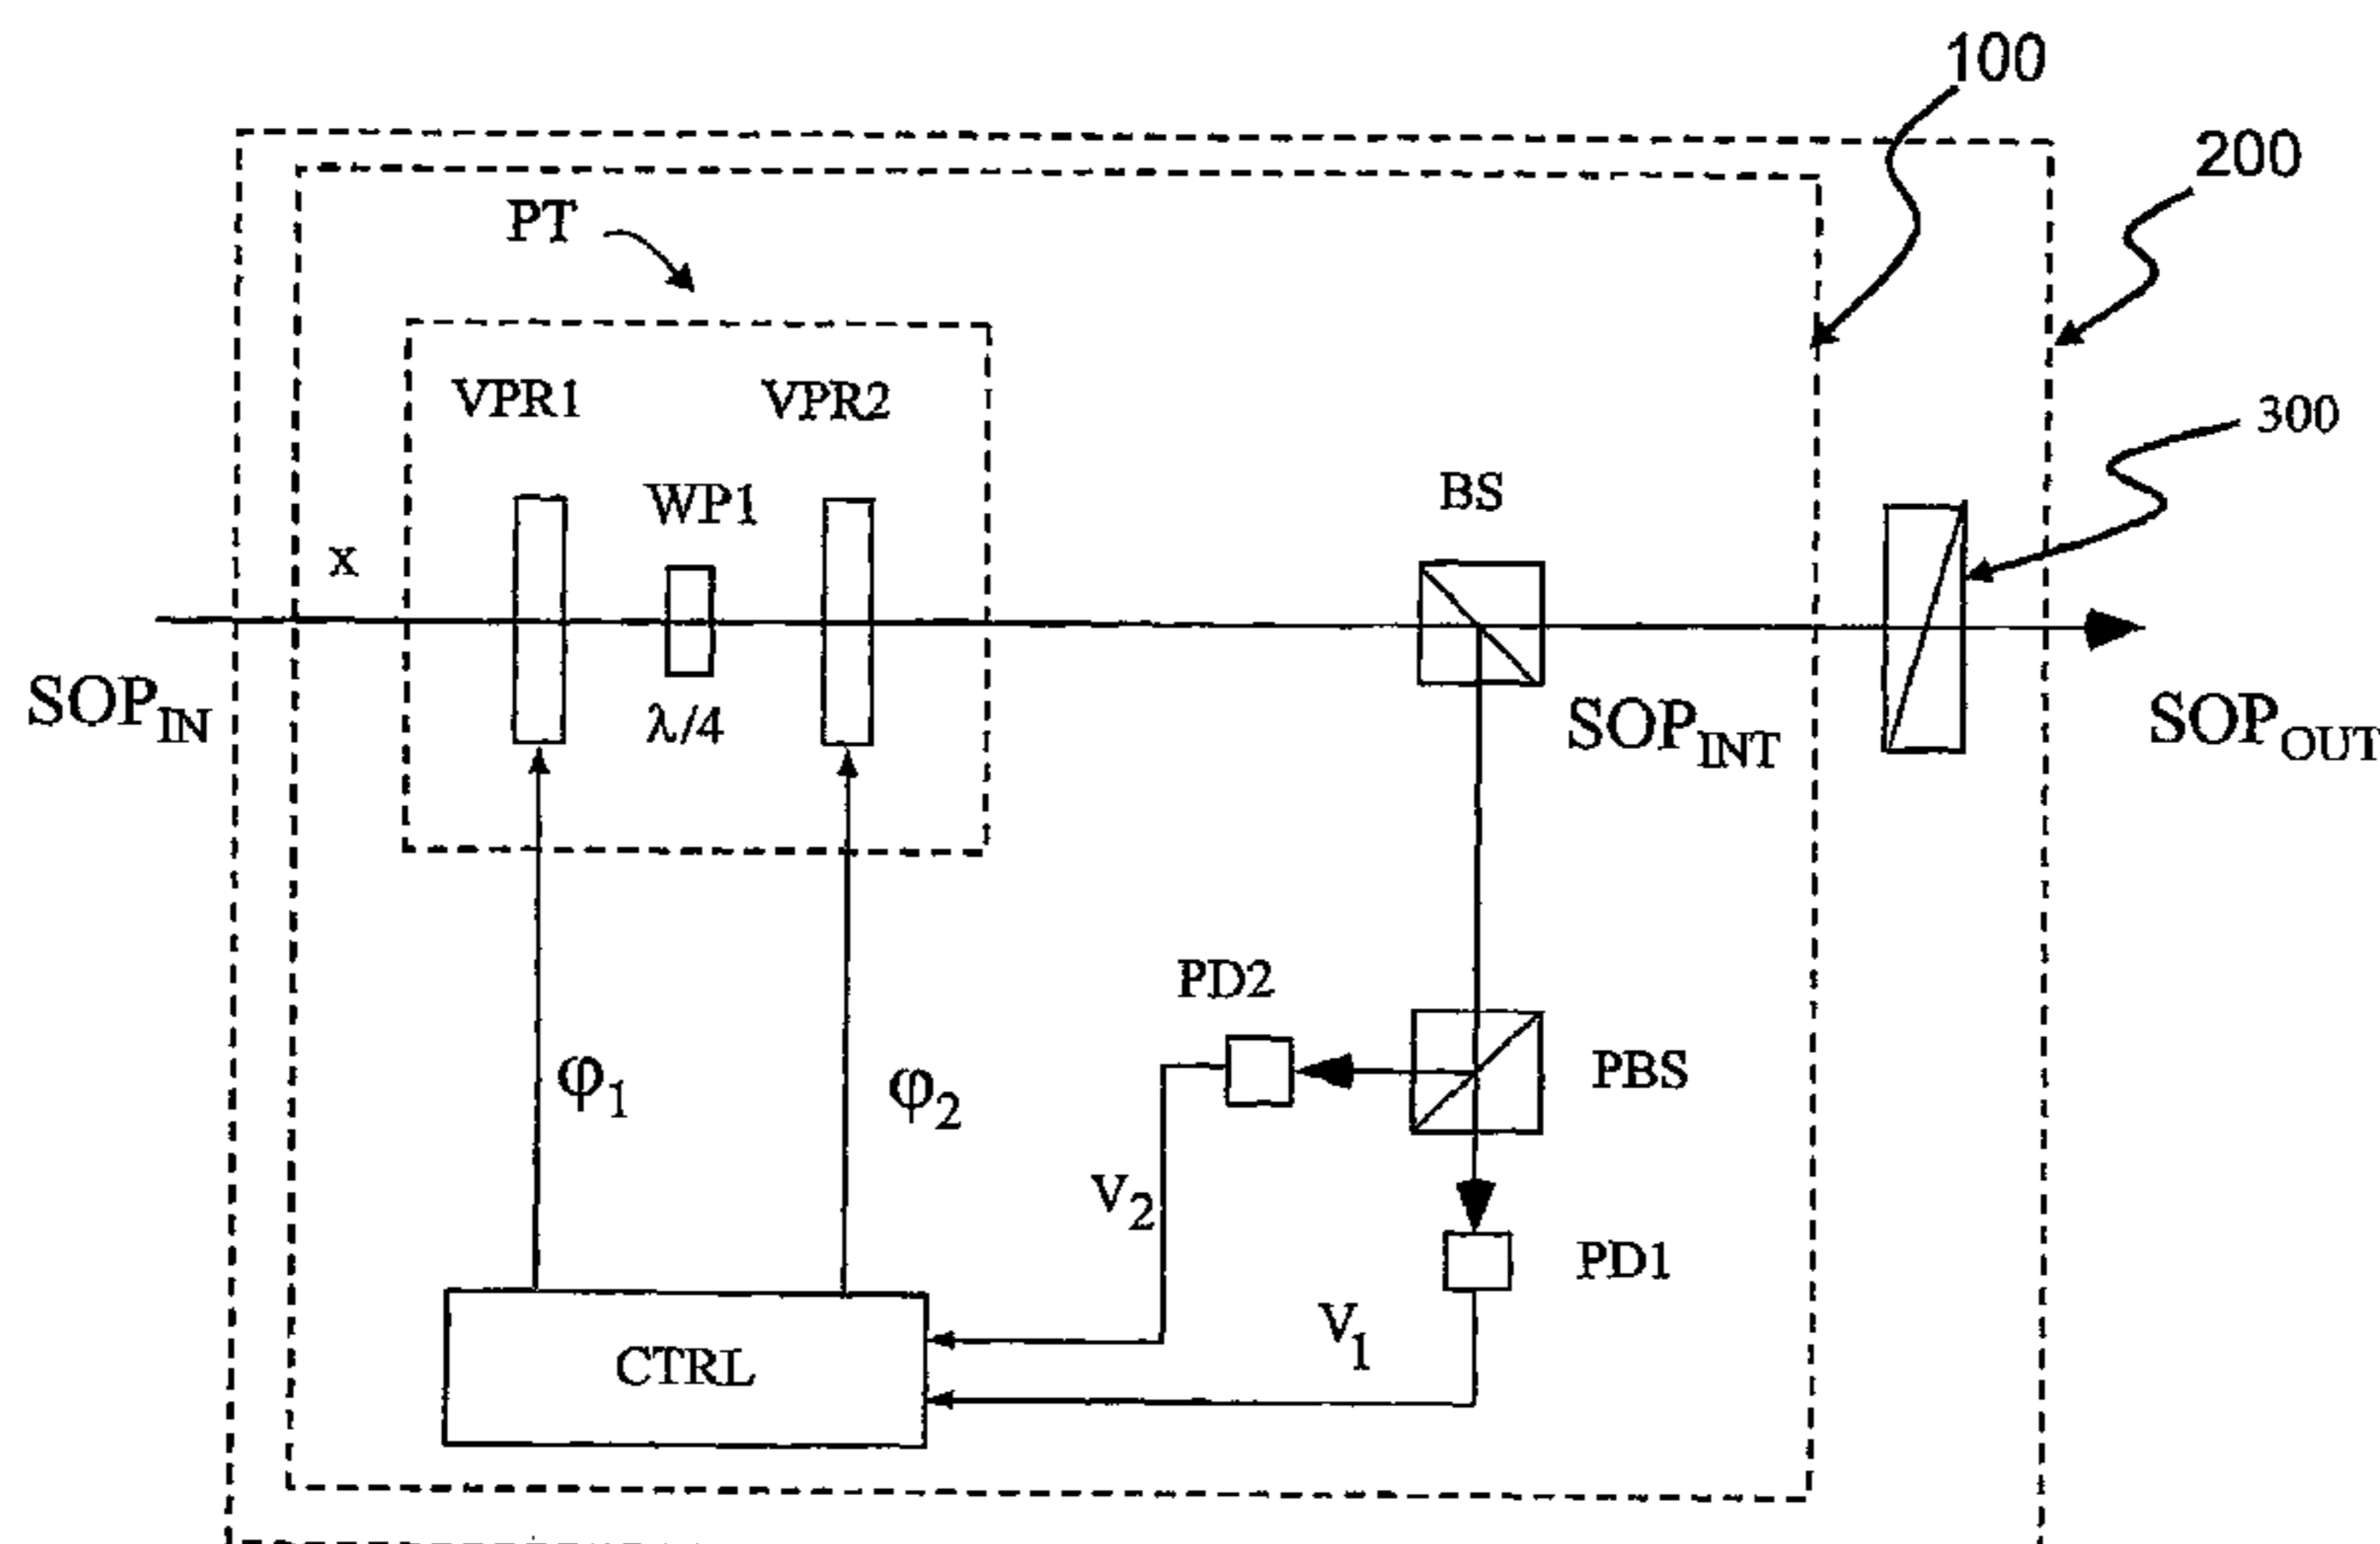 100
200
PT
VPR1
VPR2
300
WP1
BS
x
SOP_IN
λ/4
SOP_INT
SOP_OUT
PD2
PBS
φ₁
φ₂
V₂
PD1
V₁
CTRL